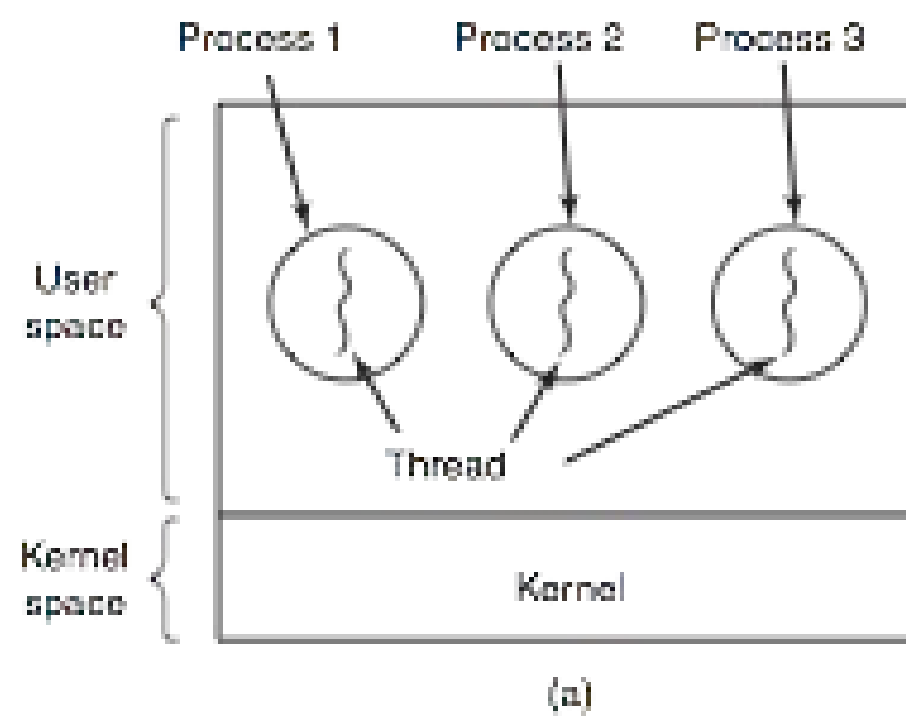 Process 1
Process 2
Process 3
User
space
Thread
Kernel
space
Kernel
(a)